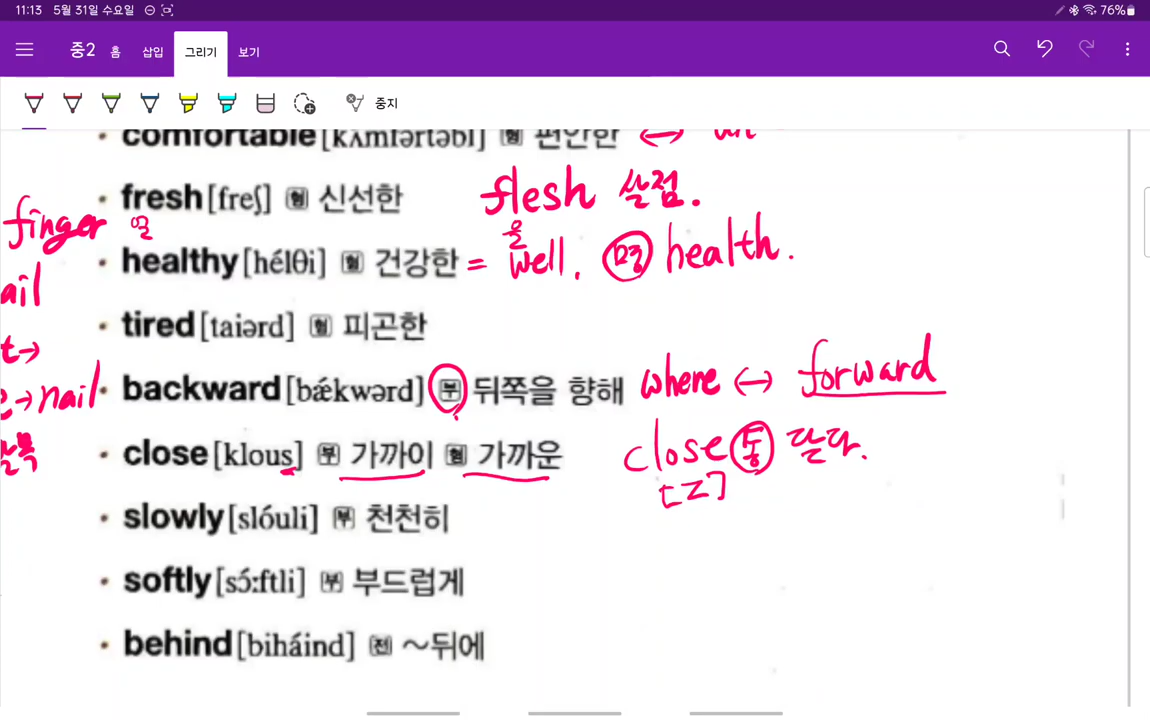 11:13 5월 31일 수요일 76%
중2 홈 삽입 그리기 보기
중지
comfortable[kʌmfərtəbl] 형 편안한 ↔ un
fresh[freʃ] 형 신선한 flesh 살점.
finger
healthy[hélθi] 형 건강한 = well. 명 health.
ail
tired[taiərd] 형 피곤한
t→
backward[bǽkwərd] 부 뒤쪽을 향해 where ↔ forward
→nail
close[klous] 부 가까이 형 가까운 close 동 닫다.
[z]
slowly[slóuli] 부 천천히
softly[sɔ́ːftli] 부 부드럽게
behind[biháind] 전 ～뒤에